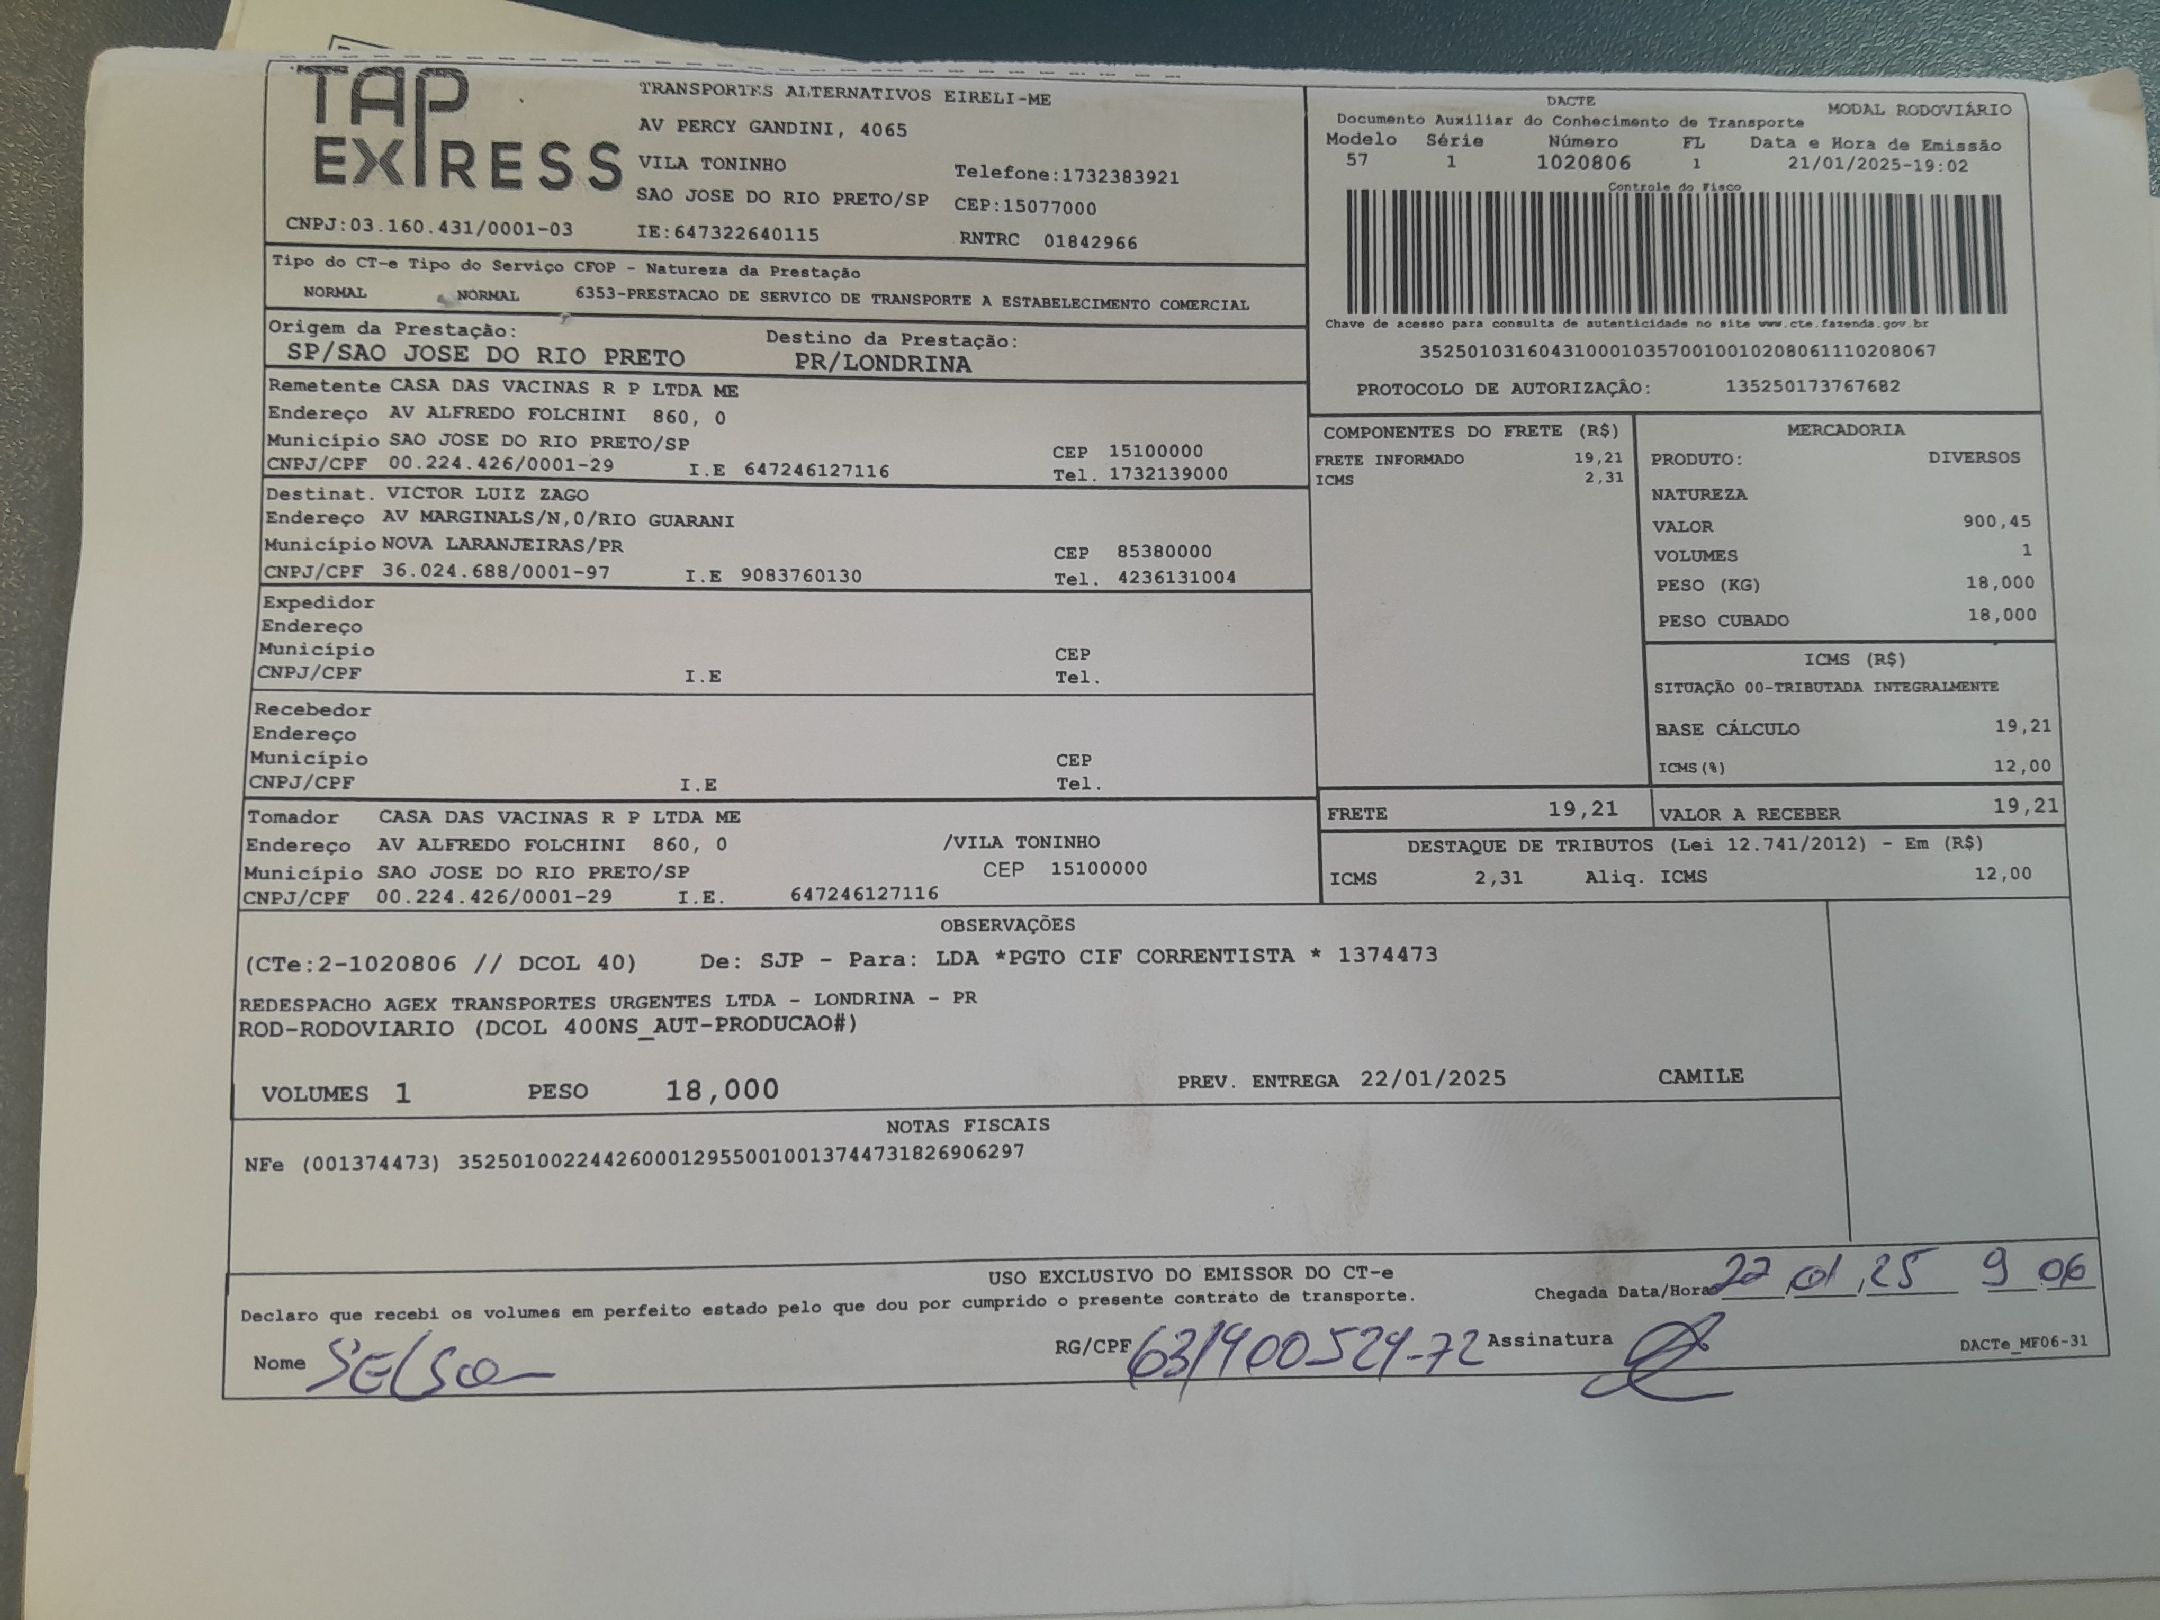 TAP EXPRESS
TRANSPORTES ALTERNATIVOS EIRELI-ME
AV PERCY GANDINI, 4065
VILA TONINHO
Telefone:1732383921
SAO JOSE DO RIO PRETO/SP CEP:15077000
CNPJ:03.160.431/0001-03 IE:647322640115 RNTRC 01842966
DACTE MODAL RODOVIÁRIO
Documento Auxiliar do Conhecimento de Transporte
Modelo Série Número FL Data e Hora de Emissão
57 1 1020806 1 21/01/2025-19:02
Controle do Fisco
Chave de acesso para consulta de autenticidade no site www.cte.fazenda.gov.br
35250103160431000103570010010208061110208067
PROTOCOLO DE AUTORIZAÇÃO: 135250173767682
Tipo do CT-e Tipo do Serviço CFOP - Natureza da Prestação
NORMAL NORMAL 6353-PRESTACAO DE SERVICO DE TRANSPORTE A ESTABELECIMENTO COMERCIAL
Origem da Prestação: Destino da Prestação:
SP/SAO JOSE DO RIO PRETO PR/LONDRINA
Remetente CASA DAS VACINAS R P LTDA ME
Endereço AV ALFREDO FOLCHINI 860, 0
Município SAO JOSE DO RIO PRETO/SP CEP 15100000
CNPJ/CPF 00.224.426/0001-29 I.E 647246127116 Tel. 1732139000
Destinat. VICTOR LUIZ ZAGO
Endereço AV MARGINALS/N,0/RIO GUARANI
Município NOVA LARANJEIRAS/PR CEP 85380000
CNPJ/CPF 36.024.688/0001-97 I.E 9083760130 Tel. 4236131004
Expedidor
Endereço
Município CEP
CNPJ/CPF I.E Tel.
Recebedor
Endereço
Município CEP
CNPJ/CPF I.E Tel.
Tomador CASA DAS VACINAS R P LTDA ME
Endereço AV ALFREDO FOLCHINI 860, 0 /VILA TONINHO
Município SAO JOSE DO RIO PRETO/SP CEP 15100000
CNPJ/CPF 00.224.426/0001-29 I.E. 647246127116
COMPONENTES DO FRETE (R$)
FRETE INFORMADO 19,21
ICMS 2,31
MERCADORIA
PRODUTO: DIVERSOS
NATUREZA
VALOR 900,45
VOLUMES 1
PESO (KG) 18,000
PESO CUBADO 18,000
ICMS (R$)
SITUAÇÃO 00-TRIBUTADA INTEGRALMENTE
BASE CÁLCULO 19,21
ICMS(%) 12,00
FRETE 19,21 VALOR A RECEBER 19,21
DESTAQUE DE TRIBUTOS (Lei 12.741/2012) - Em (R$)
ICMS 2,31 Aliq. ICMS 12,00
OBSERVAÇÕES
(CTe:2-1020806 // DCOL 40) De: SJP - Para: LDA *PGTO CIF CORRENTISTA * 1374473
REDESPACHO AGEX TRANSPORTES URGENTES LTDA - LONDRINA - PR
ROD-RODOVIARIO (DCOL 400NS_AUT-PRODUCAO#)
VOLUMES 1 PESO 18,000 PREV. ENTREGA 22/01/2025 CAMILE
NOTAS FISCAIS
NFe (001374473) 35250100224426000129550010013744731826906297
USO EXCLUSIVO DO EMISSOR DO CT-e
Declaro que recebi os volumes em perfeito estado pelo que dou por cumprido o presente contrato de transporte.
Chegada Data/Hora 22 01 25 9 06
Nome RG/CPF 631400529-72 Assinatura
DACTe_MF06-31